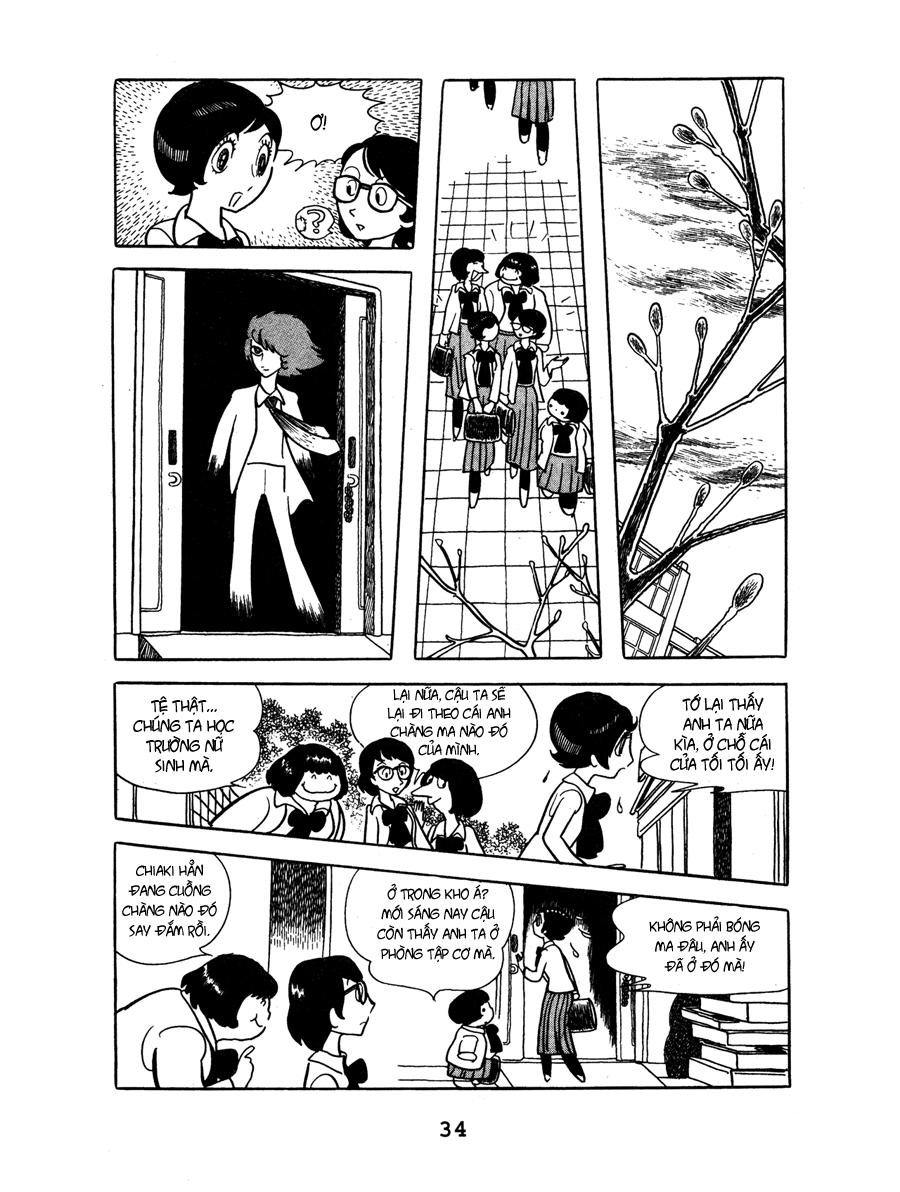 Ơ!
?
TỚ LẠI THẤY
ANH TA NỮA
KÌA, Ở CHỖ CÁI
CỬA TỐI TỐI ẤY!
LẠI NỮA, CẬU TA SẼ
LẠI ĐI THEO CÁI ANH
CHÀNG MA NÀO ĐÓ
CỦA MÌNH.
TỆ THẬT...
CHÚNG TA HỌC
TRƯỜNG NỮ
SINH MÀ.
KHÔNG PHẢI BÓNG
MA ĐÂU, ANH ẤY
ĐÃ Ở ĐÓ MÀ!
Ở TRONG KHO Á?
MỚI SÁNG NAY CẬU
CÒN THẤY ANH TA Ở
PHÒNG TẬP CƠ MÀ.
CHIAKI HẲN
ĐANG CUỒNG
CHÀNG NÀO ĐÓ
SAY ĐẮM RỒI.
34